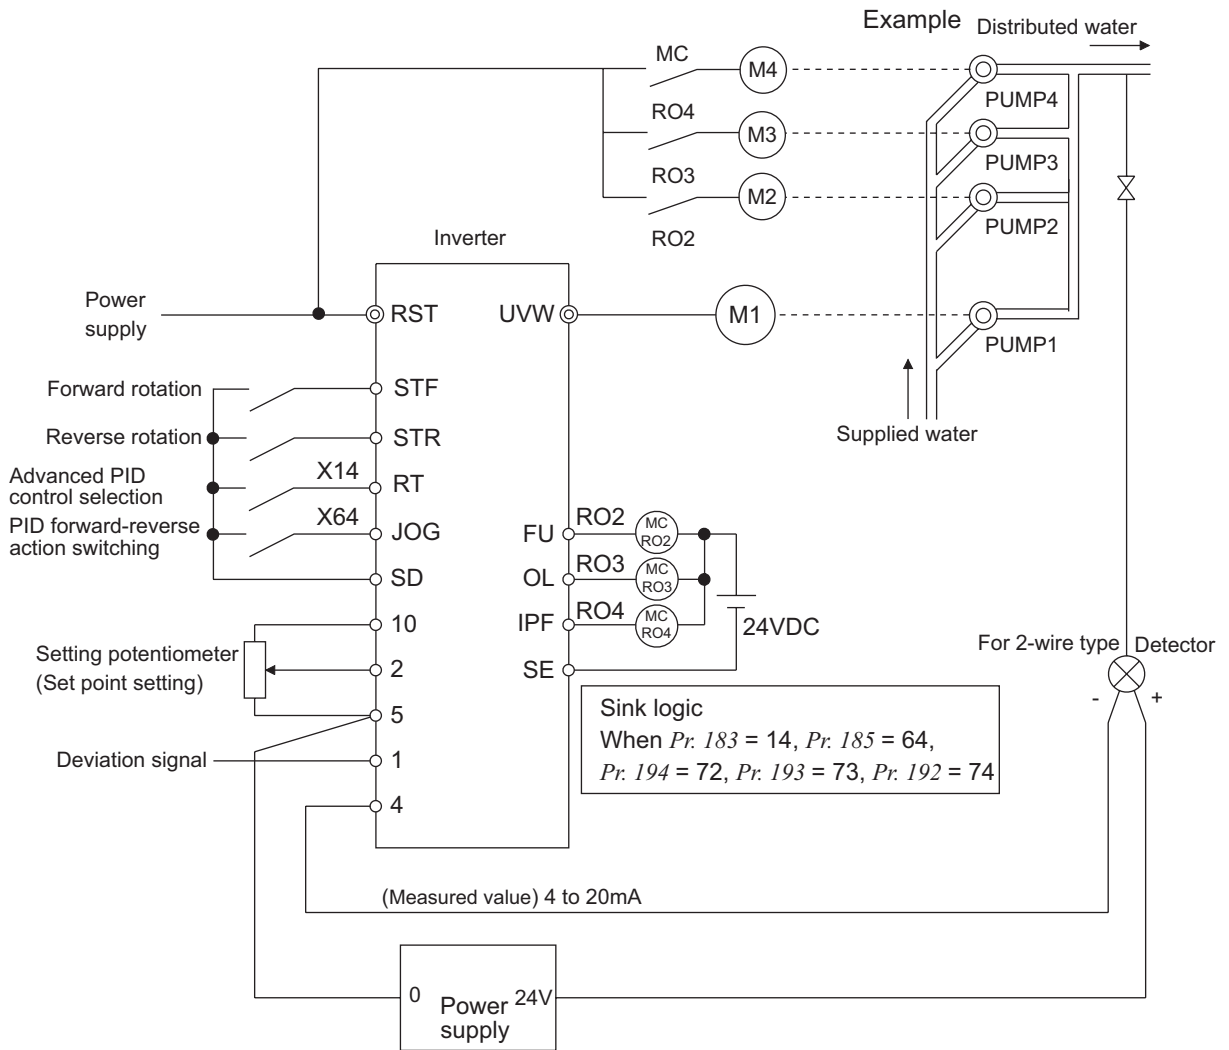 Example
Distributed water
MC
M4
PUMP4
RO4
M3
PUMP3
RO3
M2
PUMP2
RO2
Inverter
Power
supply
RST
UVW
M1
PUMP1
Forward rotation
STF
Reverse rotation
STR
Supplied water
Advanced PID
control selection
X14
RT
PID forward-reverse
action switching
X64
JOG
FU
RO2
MC
RO2
SD
OL
RO3
MC
RO3
10
IPF
RO4
MC
RO4
24VDC
Setting potentiometer
(Set point setting)
2
SE
For 2-wire type
Detector
-
+
5
Sink logic
When Pr. 183 = 14, Pr. 185 = 64,
Pr. 194 = 72, Pr. 193 = 73, Pr. 192 = 74
Deviation signal
1
4
(Measured value) 4 to 20mA
0
24V
Power
supply